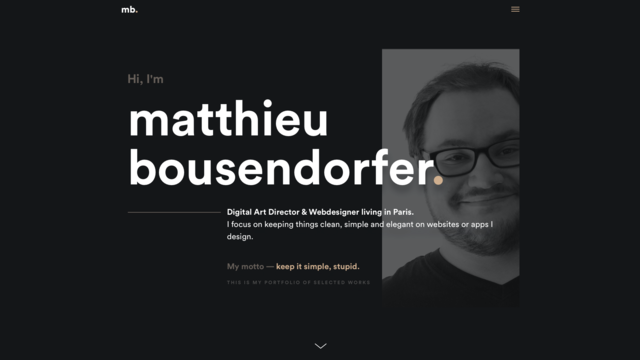 mb.
Hi, I'm
matthieu
bousendorfer.
Digital Art Director & Webdesigner living in Paris.
I focus on keeping things clean, simple and elegant on websites or apps I
design.
My motto — keep it simple, stupid.
THIS IS MY PORTFOLIO OF SELECTED WORKS